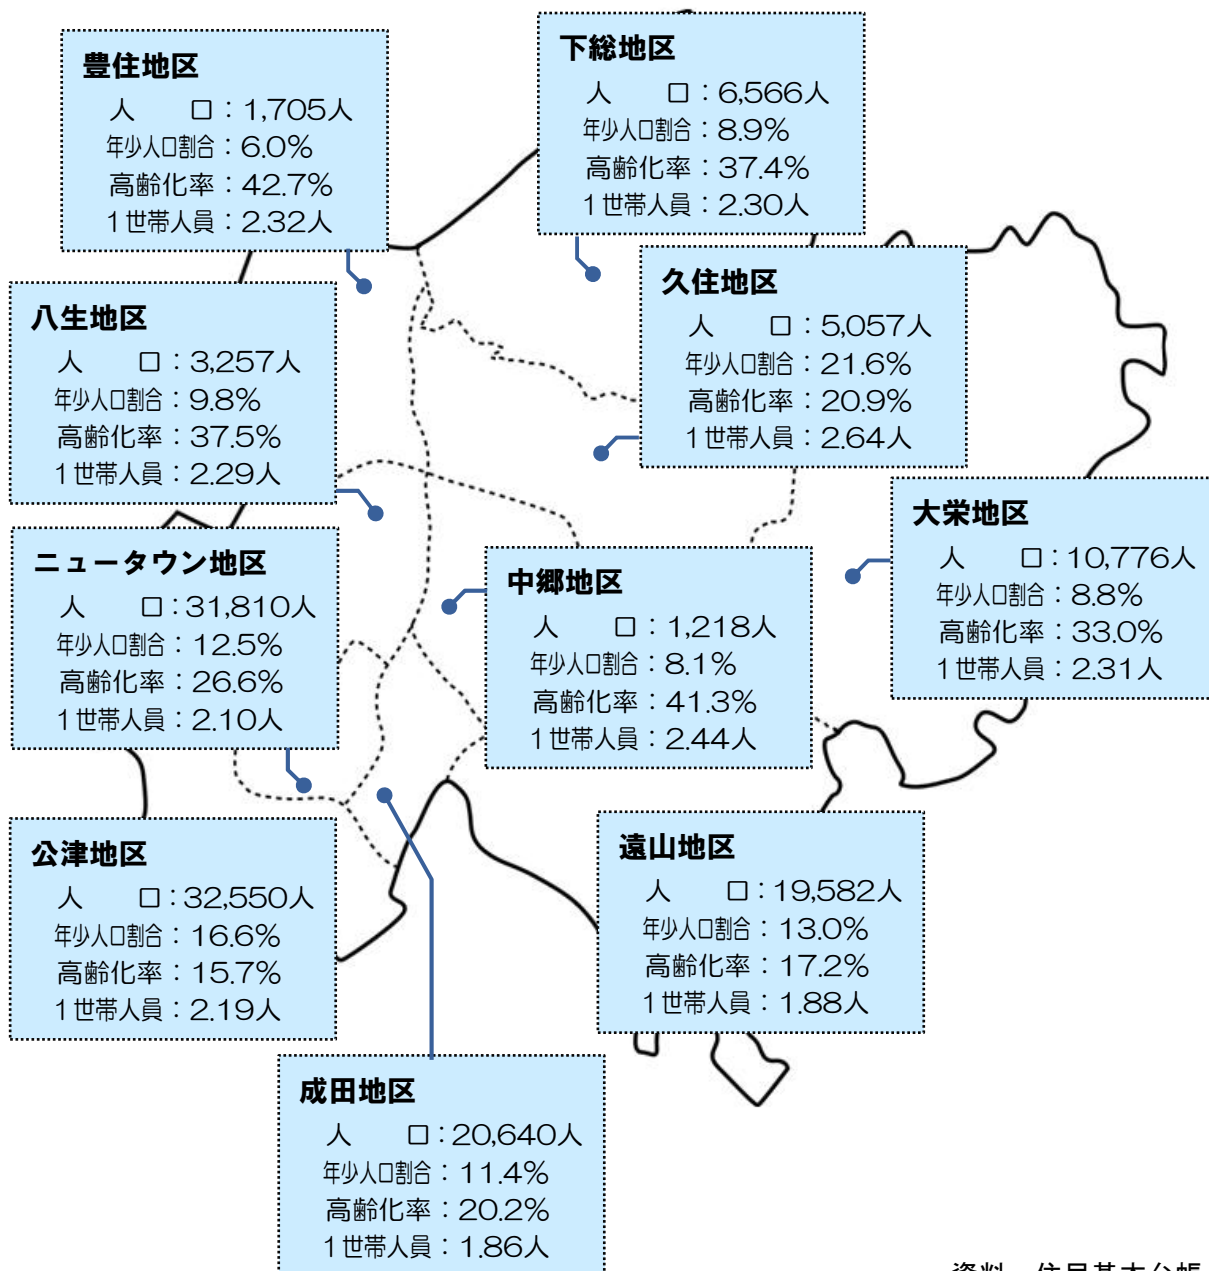 豊住地区
人　　口：1,705人
年少人口割合：6.0%
高齢化率：42.7%
1世帯人員：2.32人
下総地区
人　　口：6,566人
年少人口割合：8.9%
高齢化率：37.4%
1世帯人員：2.30人
久住地区
人　　口：5,057人
年少人口割合：21.6%
高齢化率：20.9%
1世帯人員：2.64人
八生地区
人　　口：3,257人
年少人口割合：9.8%
高齢化率：37.5%
1世帯人員：2.29人
大栄地区
人　　口：10,776人
年少人口割合：8.8%
高齢化率：33.0%
1世帯人員：2.31人
ニュータウン地区
人　　口：31,810人
年少人口割合：12.5%
高齢化率：26.6%
1世帯人員：2.10人
中郷地区
人　　口：1,218人
年少人口割合：8.1%
高齢化率：41.3%
1世帯人員：2.44人
公津地区
人　　口：32,550人
年少人口割合：16.6%
高齢化率：15.7%
1世帯人員：2.19人
遠山地区
人　　口：19,582人
年少人口割合：13.0%
高齢化率：17.2%
1世帯人員：1.88人
成田地区
人　　口：20,640人
年少人口割合：11.4%
高齢化率：20.2%
1世帯人員：1.86人
資料　住民基本台帳